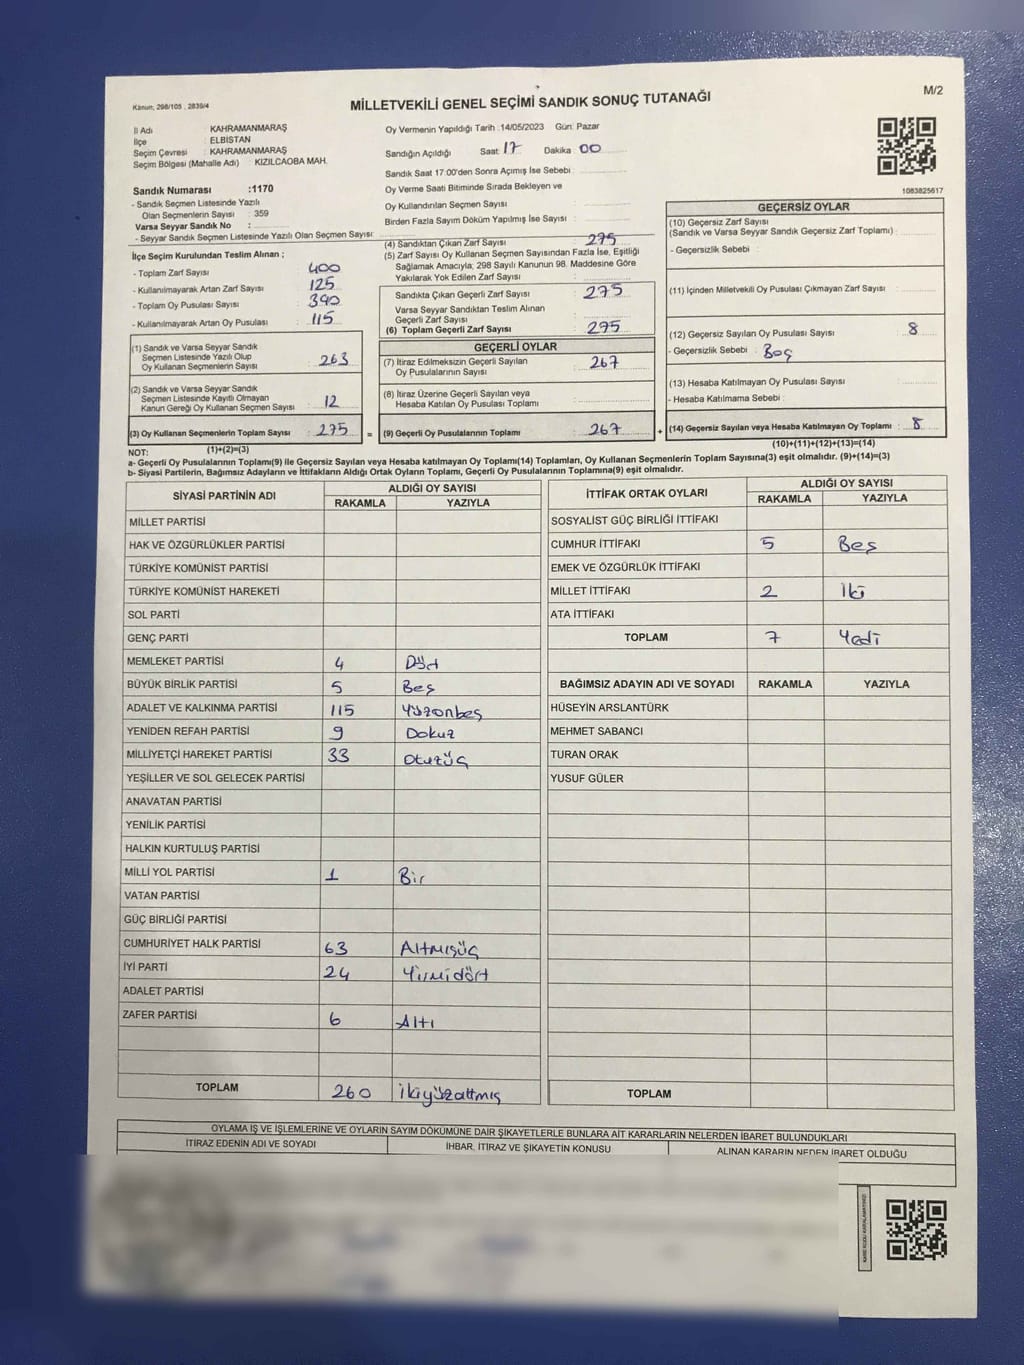 Kanun; 298/105 , 2839/4
MİLLETVEKİLİ GENEL SEÇİMİ SANDIK SONUÇ TUTANAĞI
M/2
İl Adı : KAHRAMANMARAŞ
İlçe : ELBİSTAN
Seçim Çevresi : KAHRAMANMARAŞ
Seçim Bölgesi (Mahalle Adı) : KIZILCAOBA MAH.
Sandık Numarası :1170
- Sandık Seçmen Listesinde Yazılı
Olan Seçmenlerin Sayısı : 359
Varsa Seyyar Sandık No :
- Seyyar Sandık Seçmen Listesinde Yazılı Olan Seçmen Sayısı:
Oy Vermenin Yapıldığı Tarih :14/05/2023 Gün: Pazar
Sandığın Açıldığı Saat: 17 Dakika: 00
Sandık Saat 17:00'den Sonra Açımış İse Sebebi :
Oy Verme Saati Bitiminde Sırada Bekleyen ve
Oy Kullandırılan Seçmen Sayısı :
Birden Fazla Sayım Döküm Yapılmış İse Sayısı :
1083825617
İlçe Seçim Kurulundan Teslim Alınan ;
- Toplam Zarf Sayısı : 400
- Kullanılmayarak Artan Zarf Sayısı : 125
- Toplam Oy Pusulası Sayısı : 390
- Kullanılmayarak Artan Oy Pusulası : 115
(1) Sandık ve Varsa Seyyar Sandık
Seçmen Listesinde Yazılı Olup
Oy Kullanan Seçmenlerin Sayısı : 263
(2) Sandık ve Varsa Seyyar Sandık
Seçmen Listesinde Kayıtlı Olmayan
Kanun Gereği Oy Kullanan Seçmen Sayısı : 12
(3) Oy Kullanan Seçmenlerin Toplam Sayısı : 275 =
(4) Sandıktan Çıkan Zarf Sayısı : 275
(5) Zarf Sayısı Oy Kullanan Seçmen Sayısından Fazla İse, Eşitliği
Sağlamak Amacıyla; 298 Sayılı Kanunun 98. Maddesine Göre
Yakılarak Yok Edilen Zarf Sayısı :
Sandıkta Çıkan Geçerli Zarf Sayısı : 275
Varsa Seyyar Sandıktan Teslim Alınan
Geçerli Zarf Sayısı :
(6) Toplam Geçerli Zarf Sayısı : 275
GEÇERLİ OYLAR
(7) İtiraz Edilmeksizin Geçerli Sayılan
Oy Pusulalarının Sayısı : 267
(8) İtiraz Üzerine Geçerli Sayılan veya
Hesaba Katılan Oy Pusulası Toplamı :
(9) Geçerli Oy Pusulalarının Toplamı : 267 +
GEÇERSİZ OYLAR
(10) Geçersiz Zarf Sayısı
(Sandık ve Varsa Seyyar Sandık Geçersiz Zarf Toplamı) :
- Geçersizlik Sebebi :
(11) İçinden Milletvekili Oy Pusulası Çıkmayan Zarf Sayısı :
(12) Geçersiz Sayılan Oy Pusulası Sayısı : 8
- Geçersizlik Sebebi : Boş
(13) Hesaba Katılmayan Oy Pusulası Sayısı :
- Hesaba Katılmama Sebebi :
(14) Geçersiz Sayılan veya Hesaba Katılmayan Oy Toplamı : 8
NOT: (1)+(2)=(3)
(10)+(11)+(12)+(13)=(14)
a- Geçerli Oy Pusulalarının Toplamı(9) ile Geçersiz Sayılan veya Hesaba katılmayan Oy Toplamı(14) Toplamları, Oy Kullanan Seçmenlerin Toplam Sayısına(3) eşit olmalıdır. (9)+(14)=(3)
b- Siyasi Partilerin, Bağımsız Adayların ve İttifakların Aldığı Ortak Oyların Toplamı, Geçerli Oy Pusulalarının Toplamına(9) eşit olmalıdır.
SİYASİ PARTİNİN ADI ALDIĞI OY SAYISI
RAKAMLA YAZIYLA
MİLLET PARTİSİ
HAK VE ÖZGÜRLÜKLER PARTİSİ
TÜRKİYE KOMÜNİST PARTİSİ
TÜRKİYE KOMÜNİST HAREKETİ
SOL PARTİ
GENÇ PARTİ
MEMLEKET PARTİSİ 4 Dört
BÜYÜK BİRLİK PARTİSİ 5 Beş
ADALET VE KALKINMA PARTİSİ 115 Yüzonbeş
YENİDEN REFAH PARTİSİ 9 Dokuz
MİLLİYETÇİ HAREKET PARTİSİ 33 Otuzüç
YEŞİLLER VE SOL GELECEK PARTİSİ
ANAVATAN PARTİSİ
YENİLİK PARTİSİ
HALKIN KURTULUŞ PARTİSİ
MİLLİ YOL PARTİSİ 1 Bir
VATAN PARTİSİ
GÜÇ BİRLİĞİ PARTİSİ
CUMHURİYET HALK PARTİSİ 63 Altmışüç
İYİ PARTİ 24 Yirmidört
ADALET PARTİSİ
ZAFER PARTİSİ 6 Altı
TOPLAM 260 İkiyüzaltmış
İTTİFAK ORTAK OYLARI ALDIĞI OY SAYISI
RAKAMLA YAZIYLA
SOSYALİST GÜÇ BİRLİĞİ İTTİFAKI
CUMHUR İTTİFAKI 5 Beş
EMEK VE ÖZGÜRLÜK İTTİFAKI
MİLLET İTTİFAKI 2 İki
ATA İTTİFAKI
TOPLAM 7 Yedi
BAĞIMSIZ ADAYIN ADI VE SOYADI RAKAMLA YAZIYLA
HÜSEYİN ARSLANTÜRK
MEHMET SABANCI
TURAN ORAK
YUSUF GÜLER
TOPLAM
OYLAMA İŞ VE İŞLEMLERİNE VE OYLARIN SAYIM DÖKÜMÜNE DAİR ŞİKAYETLERLE BUNLARA AİT KARARLARIN NELERDEN İBARET BULUNDUKLARI
İTİRAZ EDENİN ADI VE SOYADI İHBAR, İTİRAZ VE ŞİKAYETİN KONUSU ALINAN KARARIN NEDEN İBARET OLDUĞU